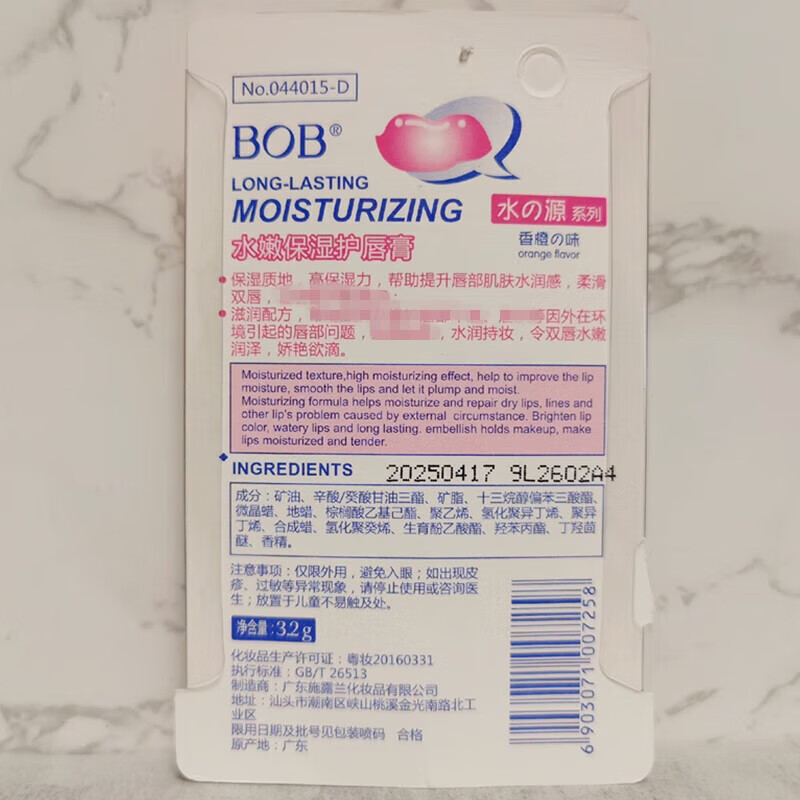 No.044015-D
BOB®
LONG-LASTING
MOISTURIZING
水の源 系列
水嫩保湿护唇膏
香橙の味
orange flavor
保湿质地，高保湿力，帮助提升唇部肌肤水润感，柔滑
双唇，
滋润配方， 因外在环
境引起的唇部问题， ，水润持妆，令双唇水嫩
润泽，娇艳欲滴。
Moisturized texture,high moisturizing effect, help to improve the lip
moisture, smooth the lips and let it plump and moist.
Moisturizing formula helps moisturize and repair dry lips, lines and
other lip's problem caused by external circumstance. Brighten lip
color, watery lips and long lasting. embellish holds makeup, make
lips moisturized and tender.
INGREDIENTS
20250417 9L2602A4
成分：矿油、辛酸/癸酸甘油三酯、矿脂、十三烷醇偏苯三酸酯、
微晶蜡、地蜡、棕榈酸乙基己酯、聚乙烯、氢化聚异丁烯、聚异
丁烯、合成蜡、氢化聚癸烯、生育酚乙酸酯、羟苯丙酯、丁羟茴
醚、香精。
注意事项：仅限外用，避免入眼；如出现皮
疹、过敏等异常现象，请停止使用或咨询医
生；放置于儿童不易触及处。
净含量：3.2g
化妆品生产许可证：粤妆20160331
执行标准：GB/T 26513
制造商：广东施露兰化妆品有限公司
地址：汕头市潮南区峡山桃溪金光南路北工
业区
限用日期及批号见包装喷码 合格
原产地：广东
6 903071 007258